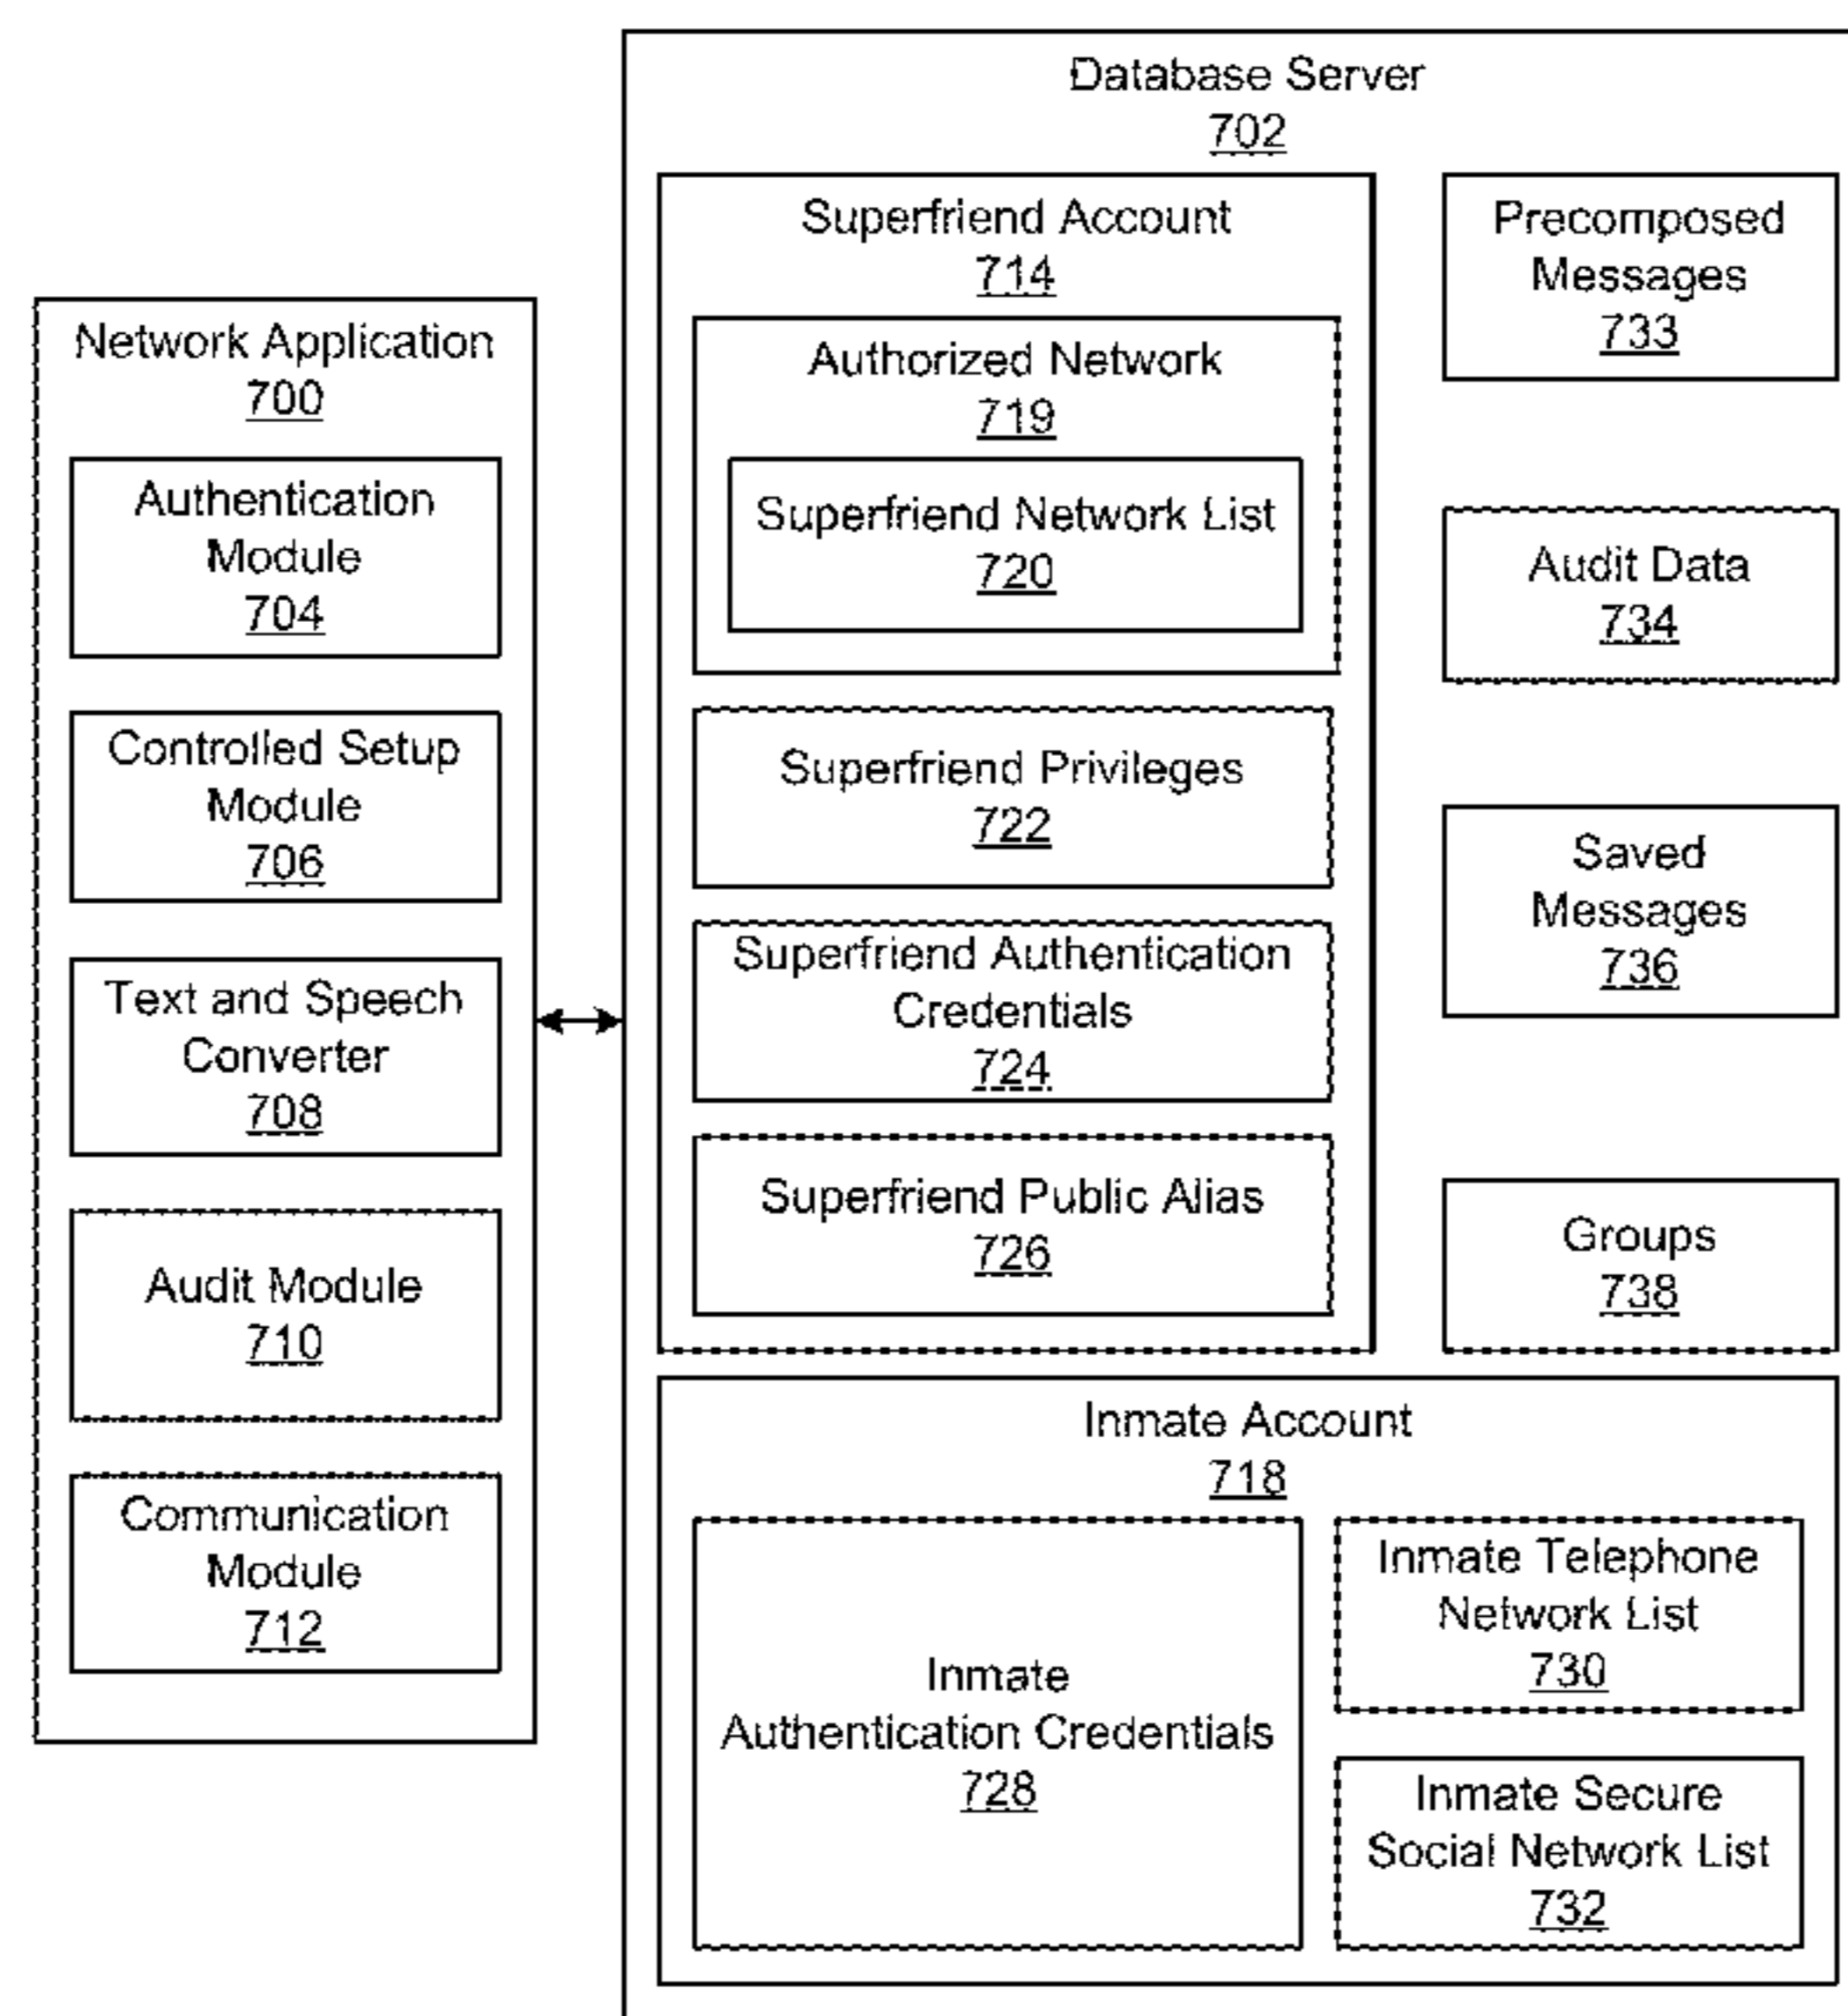 Network Application
700
Authentication
Module
704
Controlled Setup
Module
706
Text and Speech
Converter
708
Audit Module
710
Communication
Module
712
Database Server
702
Superfriend Account
714
Authorized Network
719
Superfriend Network List
720
Superfriend Privileges
722
Superfriend Authentication
Credentials
724
Superfriend Public Alias
726
Precomposed
Messages
733
Audit Data
734
Saved
Messages
736
Groups
738
Inmate Account
718
Inmate
Authentication Credentials
728
Inmate Telephone
Network List
730
Inmate Secure
Social Network List
732